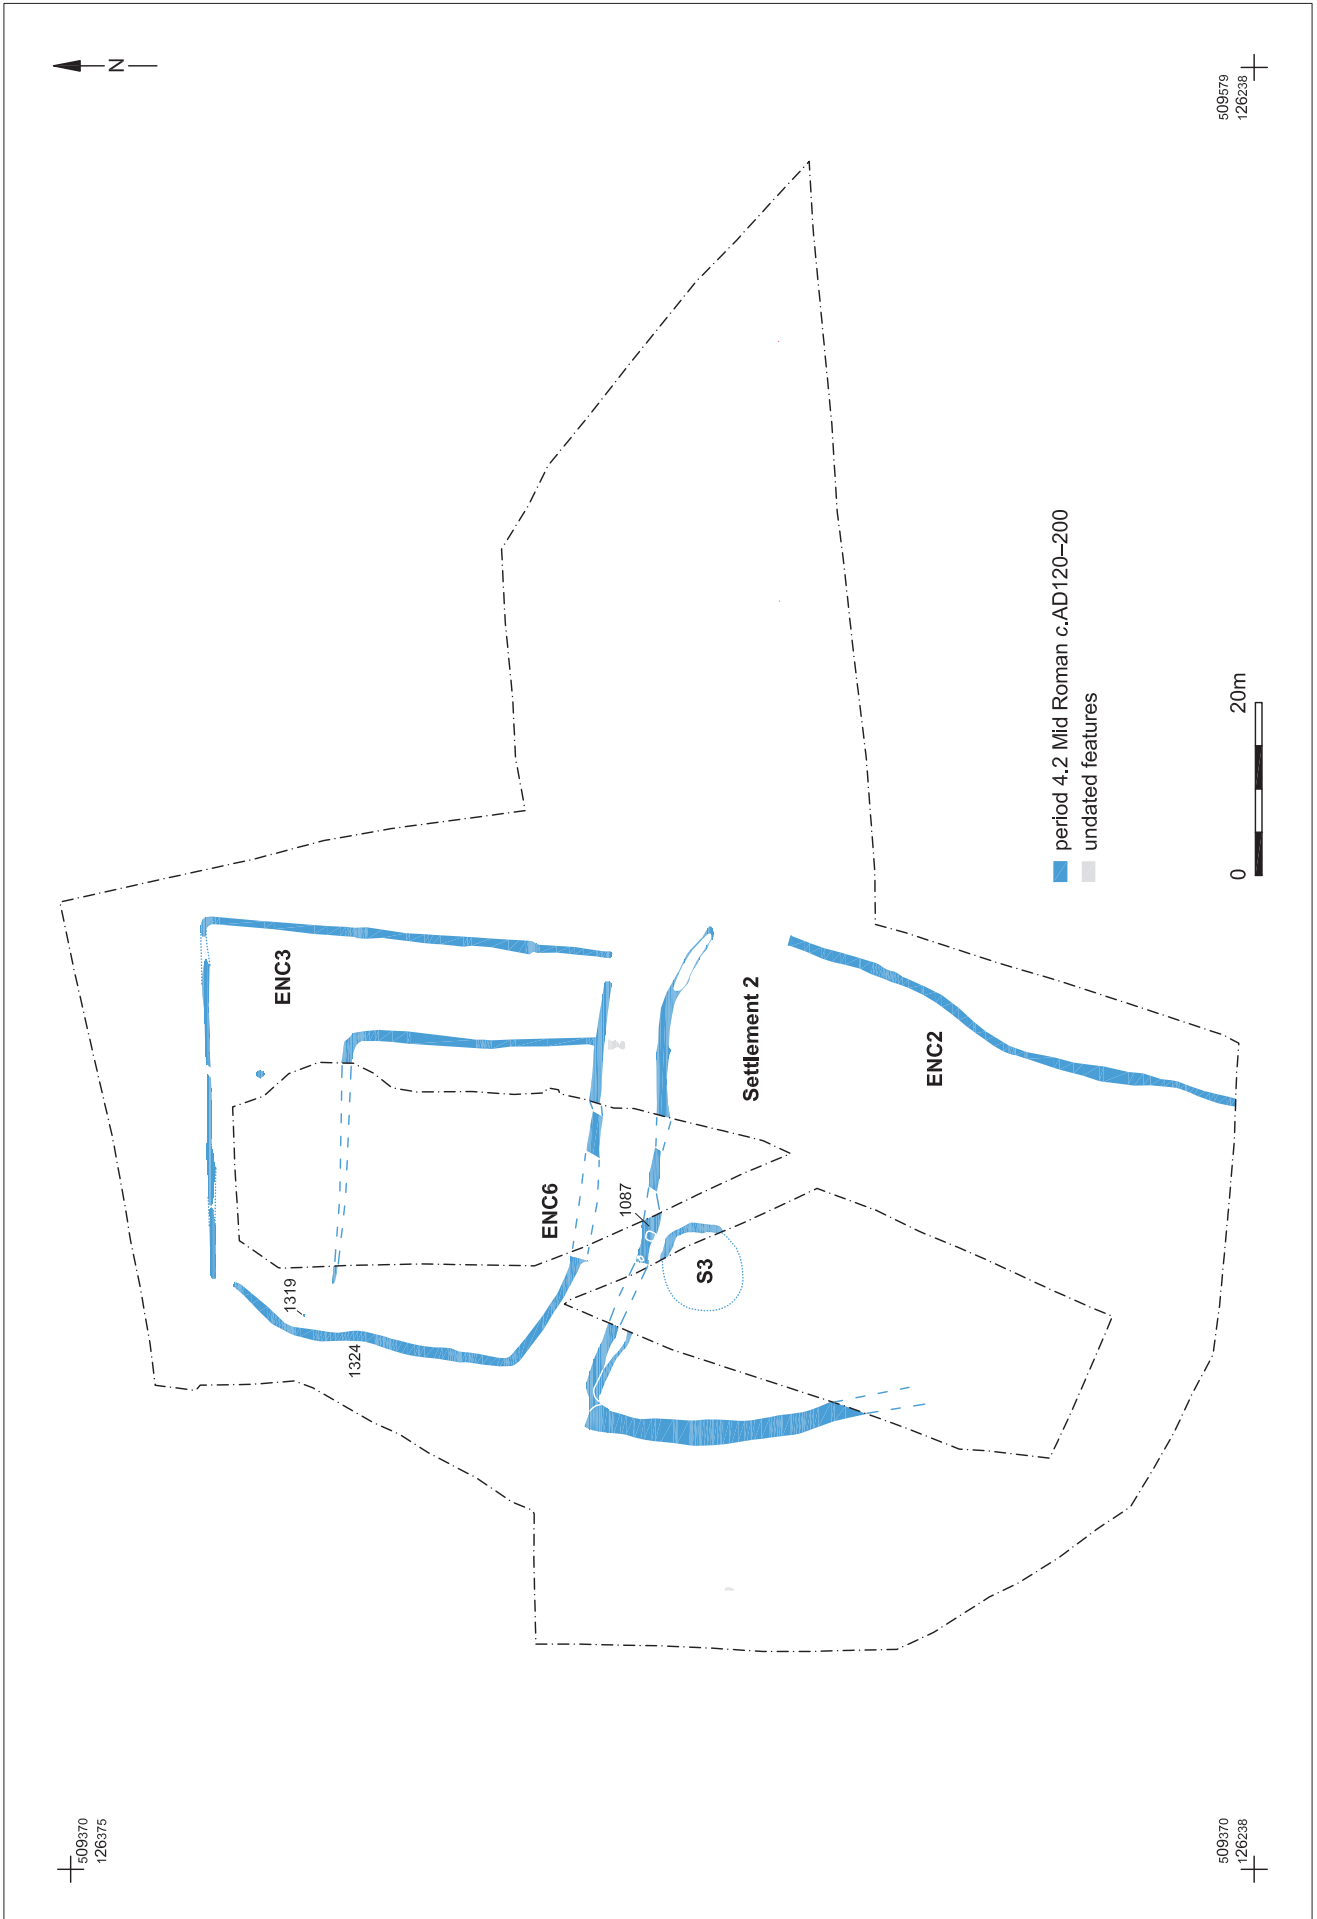 N
509370
126375
509579
126238
509370
126238
ENC3
1319
1324
ENC6
1087
S3
Settlement 2
ENC2
period 4.2 Mid Roman c.AD120–200
undated features
0 20m